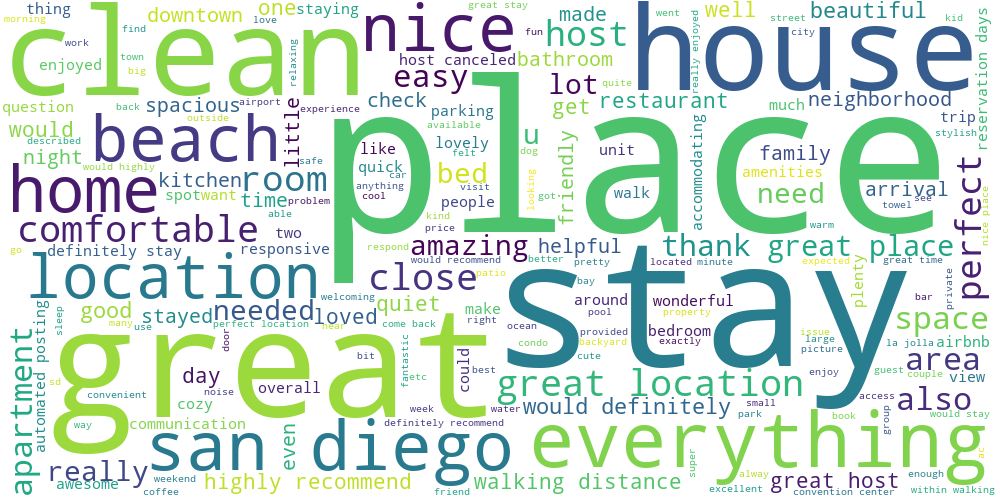 morning
clean
love
find
work
town
big
enjoyed
downtown
one
staying
great stay
relaxing
nice
fun
host
made
well
beautiful
went
street
kid
city
really enjoyed
house
reservation days
host canceled
bathroom
easy
lot
quite
question
back
spacious
airport
experience
outside
check
parking
available
get
restaurant
much
neighborhood
trip
stylish
would
described
beach
little
lovely
felt
u
dog
friendly
unit
accommodating
family
safe
night
would highly
like
quick
car
bed
place
walk
amenities
need
arrival
towel
see
home
kitchen
room
spot
want
time
able
problem
anything
cool
visit
people
looking
got
perfect
kind
price
warm
comfortable
two
amazing
helpful
thank great place
nice place
go
definitely stay
responsive
respond
would recommend
better
pretty
located
minute
expected
great time
location
close
patio
bay
stay
plenty
private
welcoming
quiet
around
pool
wonderful
property
bar
good
stayed
needed
loved
make
ocean
provided
bedroom
exactly
issue
space
many
use
perfect location
near
come back
right
condo
backyard
cute
large
picture
la jolla
airbnb
apartment
automated posting
sleep
great
door
bit
fantastic
could
best
area
view
sd
convenient
day
noise
overall
etc
great location
enjoy
guest
couple
way
cozy
communication
week
water
would definitely
small
park
access
also
definitely recommend
book
group
would stay
san diego
even
everything
really
awesome
weekend
coffee
highly recommend
friend
walking distance
super
excellent
alway
convention center
great host
enough
ac
within walking